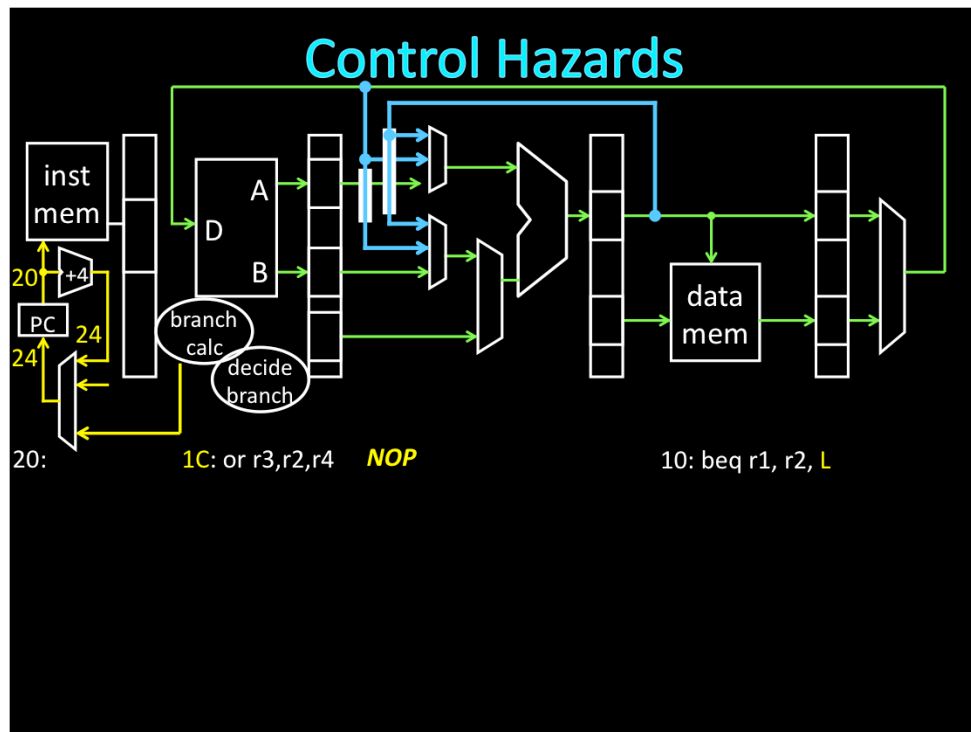 Control Hazards
inst
mem
A
D
B
20
+4
PC
24
24
branch
calc
decide
branch
data
mem
20:
1C: or r3,r2,r4
NOP
10: beq r1, r2, L